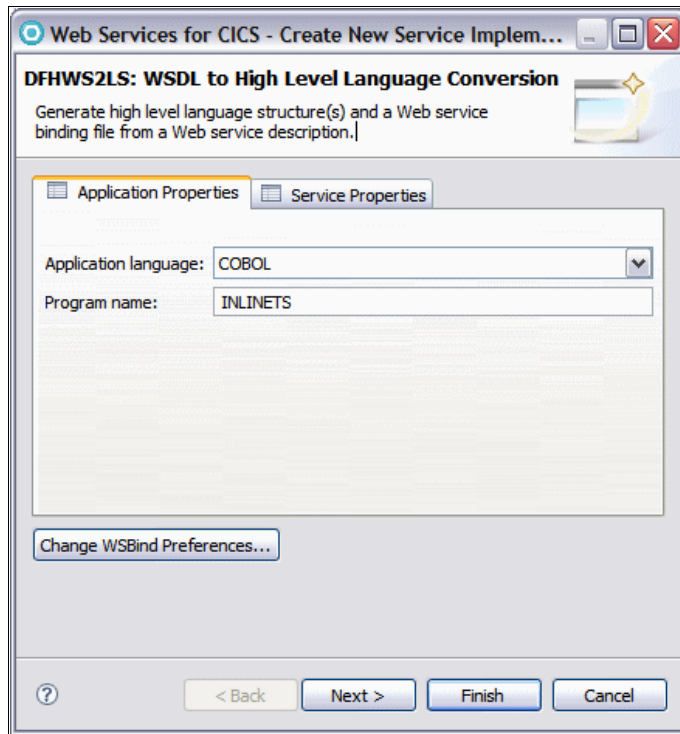 Web Services for CICS - Create New Service Implem...
DFHWS2LS: WSDL to High Level Language Conversion
Generate high level language structure(s) and a Web service
binding file from a Web service description.
Application Properties
Service Properties
Application language: COBOL
Program name: INLINETS
Change WSBind Preferences...
? < Back Next > Finish Cancel